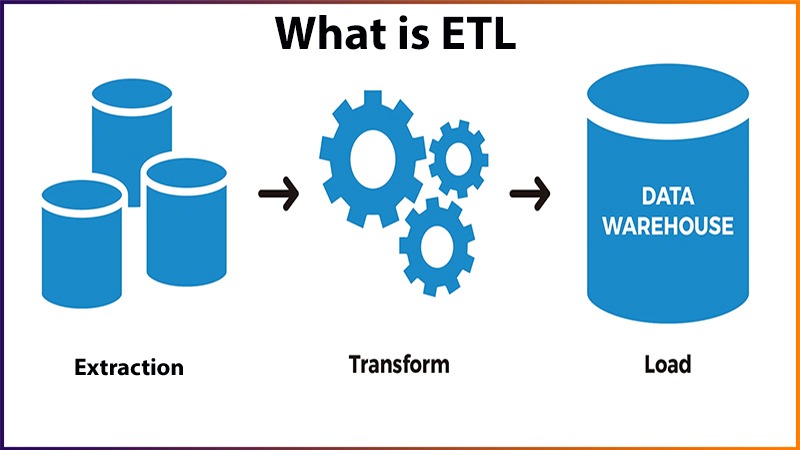 What is ETL
DATA
WAREHOUSE
Extraction
Transform
Load